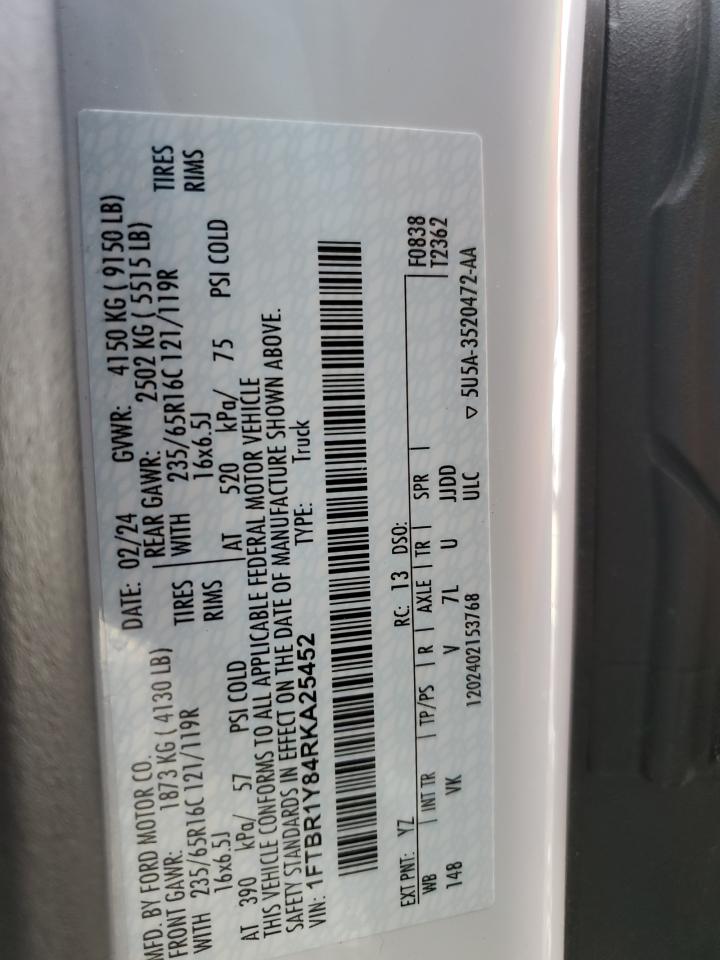 MFD. BY FORD MOTOR CO. DATE: 02/24 GVWR: 4150 KG ( 9150 LB)
FRONT GAWR: 1873 KG ( 4130 LB) REAR GAWR: 2502 KG ( 5515 LB)
WITH 235/65R16C 121/119R TIRES WITH 235/65R16C 121/119R TIRES
16x6.5J RIMS 16x6.5J RIMS
AT 390 kPa/ 57 PSI COLD AT 520 kPa/ 75 PSI COLD
THIS VEHICLE CONFORMS TO ALL APPLICABLE FEDERAL MOTOR VEHICLE
SAFETY STANDARDS IN EFFECT ON THE DATE OF MANUFACTURE SHOWN ABOVE.
VIN: 1FTBR1Y84RKA25452 TYPE: Truck
EXT PNT: YZ RC: 13 DSO: F0838
WB INT TR TP/PS R AXLE TR SPR T2362
148 VK V 7L U JJDD
1202402153768 ULC ▽ 5U5A-3520472-AA